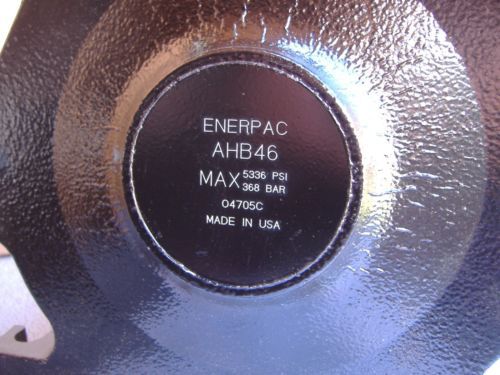 ENERPAC
AHB46
MAX 5336 PSI
368 BAR
04705C
MADE IN USA